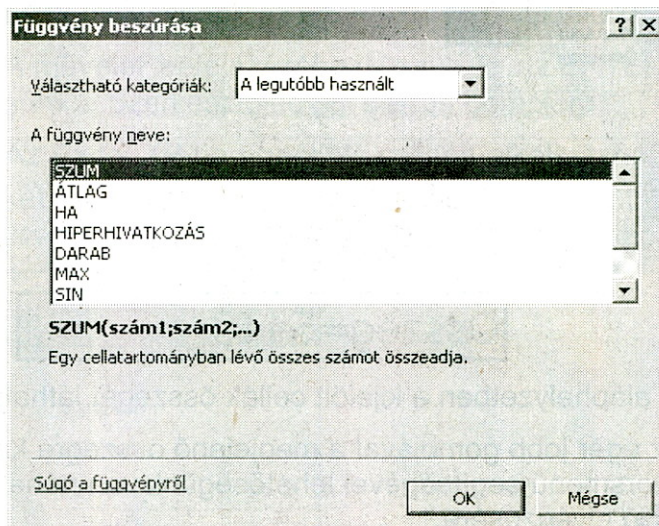 Függvény beszúrása
Választható kategóriák: A legutóbb használt
A függvény neve:
SZUM
ÁTLAG
HA
HIPERHIVATKOZÁS
DARAB
MAX
SIN
SZUM(szám1;szám2;...)
Egy cellatartományban lévő összes számot összeadja.
Súgó a függvényről
OK Mégse